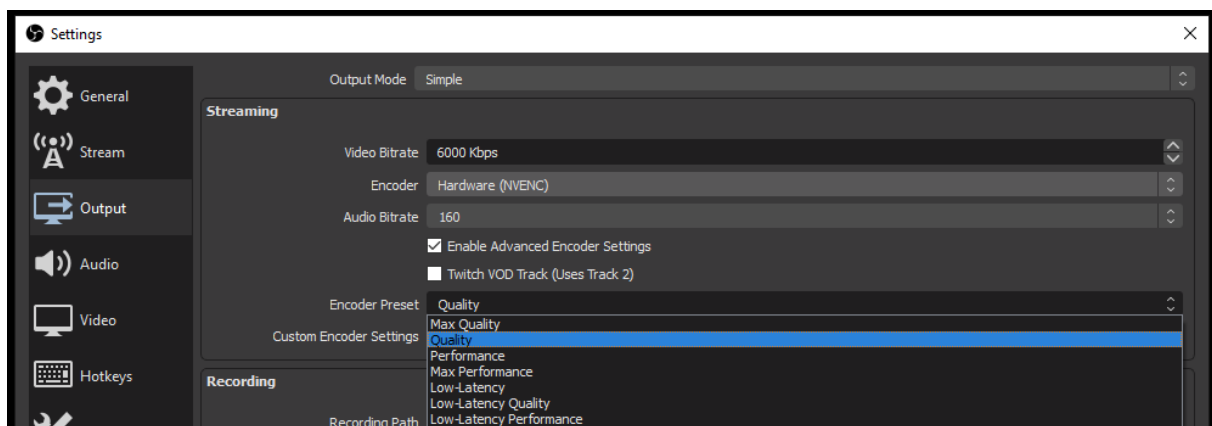 Settings
General
Stream
Output
Audio
Video
Hotkeys
Output Mode Simple
Streaming
Video Bitrate 6000 Kbps
Encoder Hardware (NVENC)
Audio Bitrate 160
Enable Advanced Encoder Settings
Twitch VOD Track (Uses Track 2)
Encoder Preset Quality
Max Quality
Custom Encoder Settings Quality
Performance
Max Performance
Recording Low-Latency
Low-Latency Quality
Recording Path Low-Latency Performance